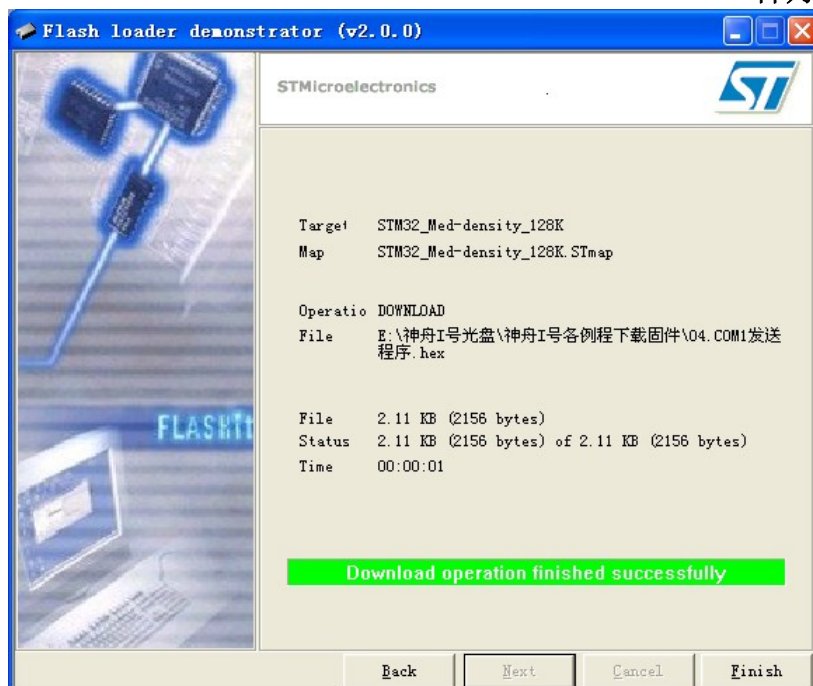 Flash loader demonstrator (v2.0.0)
STMicroelectronics
ST
Target STM32_Med-density_128K
Map STM32_Med-density_128K.STmap
Operatio DOWNLOAD
File E:\神舟I号光盘\神舟I号各例程下载固件\04.COM1发送
程序.hex
FLASHit
File 2.11 KB (2156 bytes)
Status 2.11 KB (2156 bytes) of 2.11 KB (2156 bytes)
Time 00:00:01
Download operation finished successfully
Back Next Cancel Finish